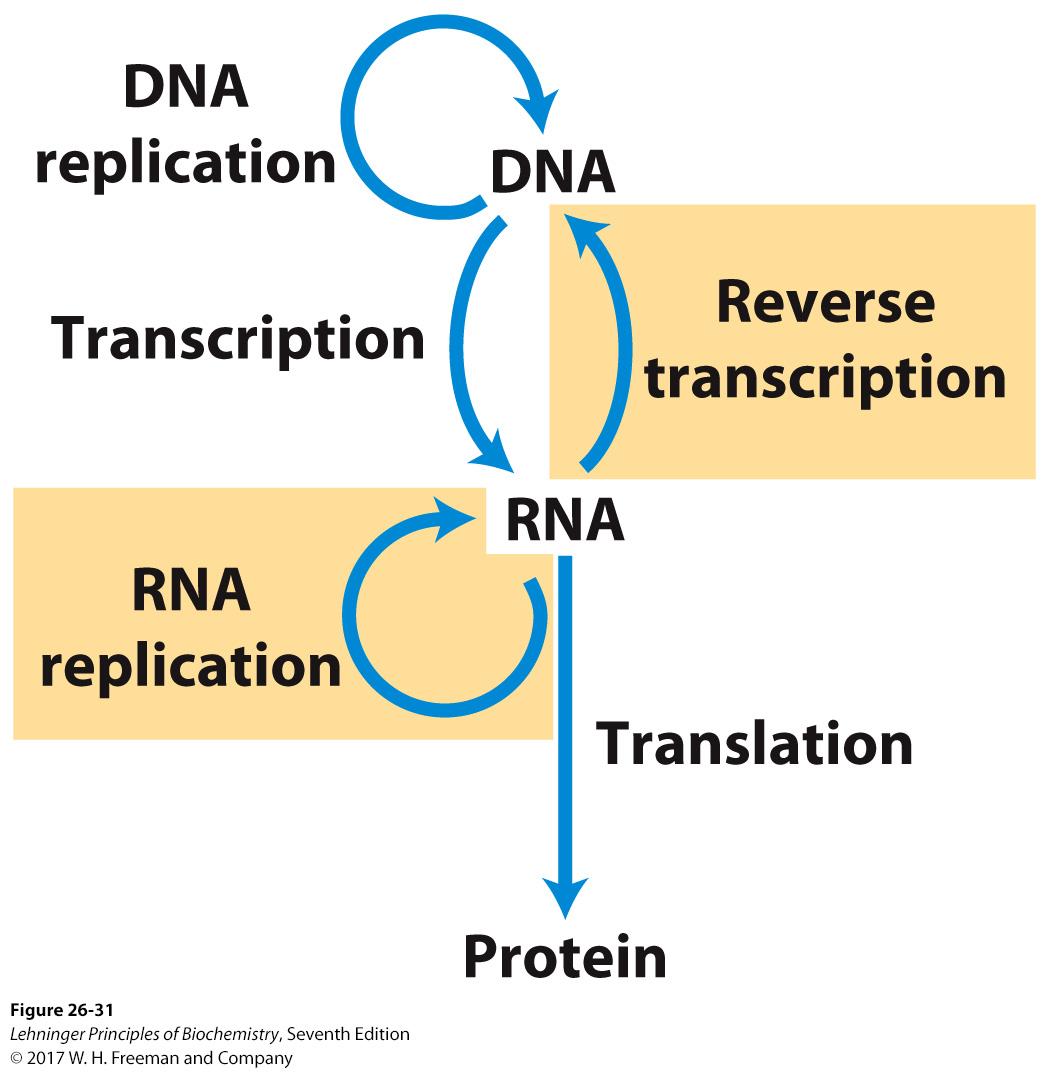 DNA
replication
DNA
Transcription
Reverse
transcription
RNA
RNA
replication
Translation
Protein
Figure 26-31
Lehninger Principles of Biochemistry, Seventh Edition
© 2017 W. H. Freeman and Company